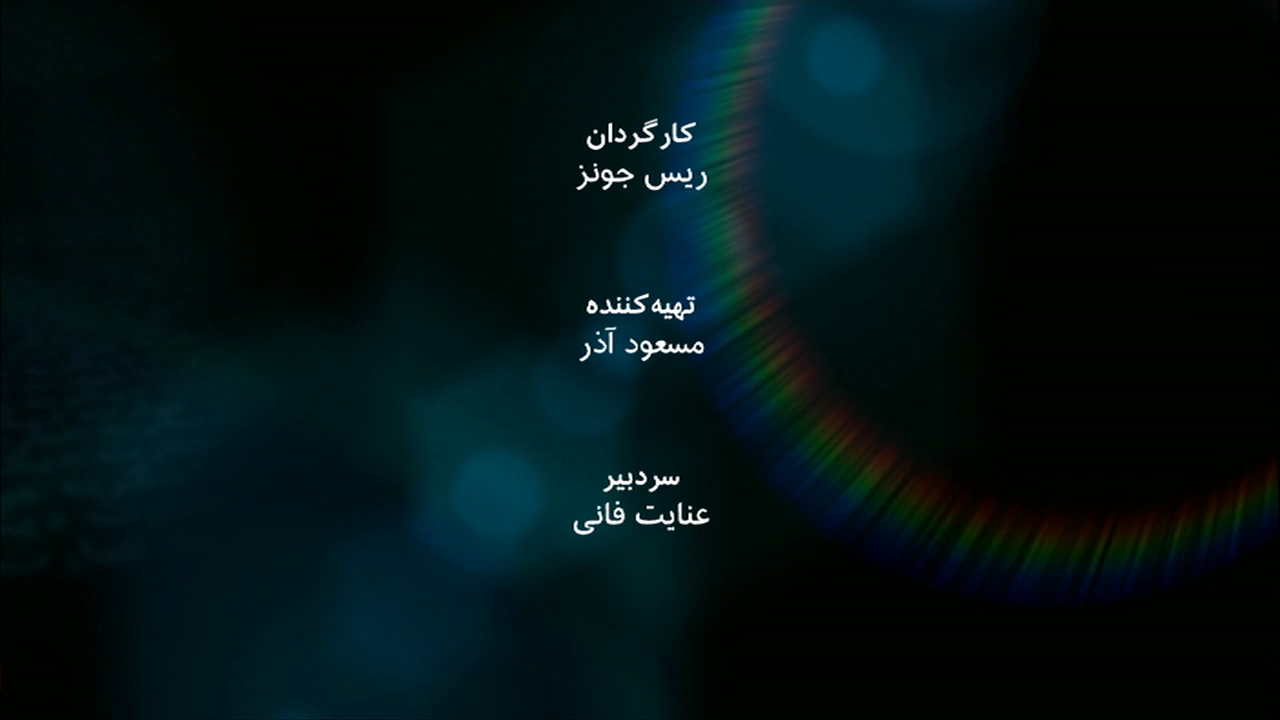 کارگردان
ریس جونز
تهیه‌کننده
مسعود آذر
سردبیر
عنایت فانی